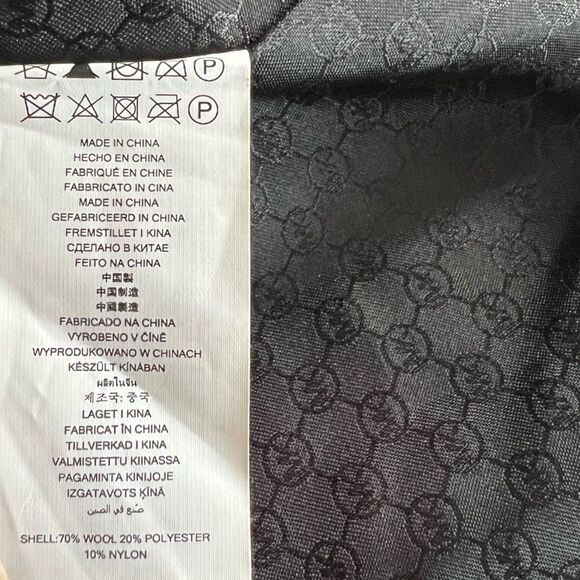 P
P
MADE IN CHINA
HECHO EN CHINA
FABRIQUÉ EN CHINE
FABBRICATO IN CINA
MADE IN CHINA
GEFABRICEERD IN CHINA
FREMSTILLET I KINA
СДЕЛАНО В КИТАЕ
FEITO NA CHINA
中国製
中国制造
中國製造
FABRICADO NA CHINA
VYROBENO V ČÍNĚ
WYPRODUKOWANO W CHINACH
KÉSZÜLT KÍNÁBAN
ผลิตในจีน
제조국: 중국
LAGET I KINA
FABRICAT ÎN CHINA
TILLVERKAD I KINA
VALMISTETTU KIINASSA
PAGAMINTA KINIJOJE
IZGATAVOTS ĶĪNĀ
صُنع في الصين
SHELL:70% WOOL 20% POLYESTER
10% NYLON